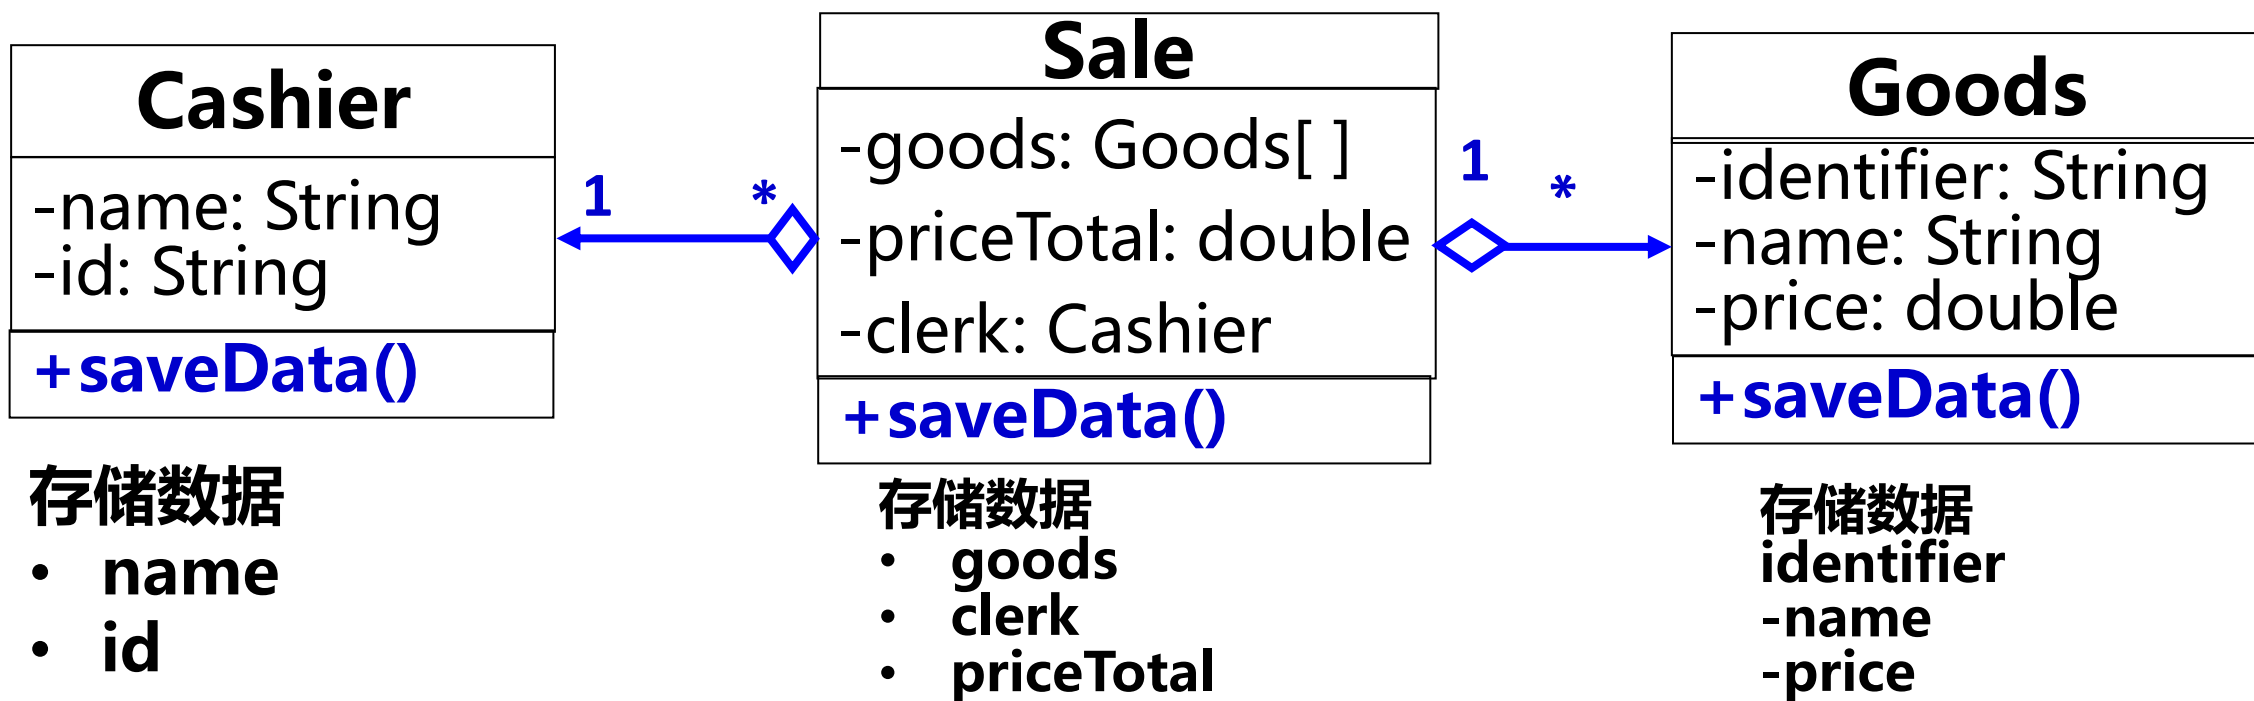 Cashier
-name: String
-id: String
+saveData()
存储数据
• name
• id
1
*
Sale
-goods: Goods[ ]
-priceTotal: double
-clerk: Cashier
+saveData()
存储数据
• goods
• clerk
• priceTotal
1
*
Goods
-identifier: String
-name: String
-price: double
+saveData()
存储数据
identifier
-name
-price